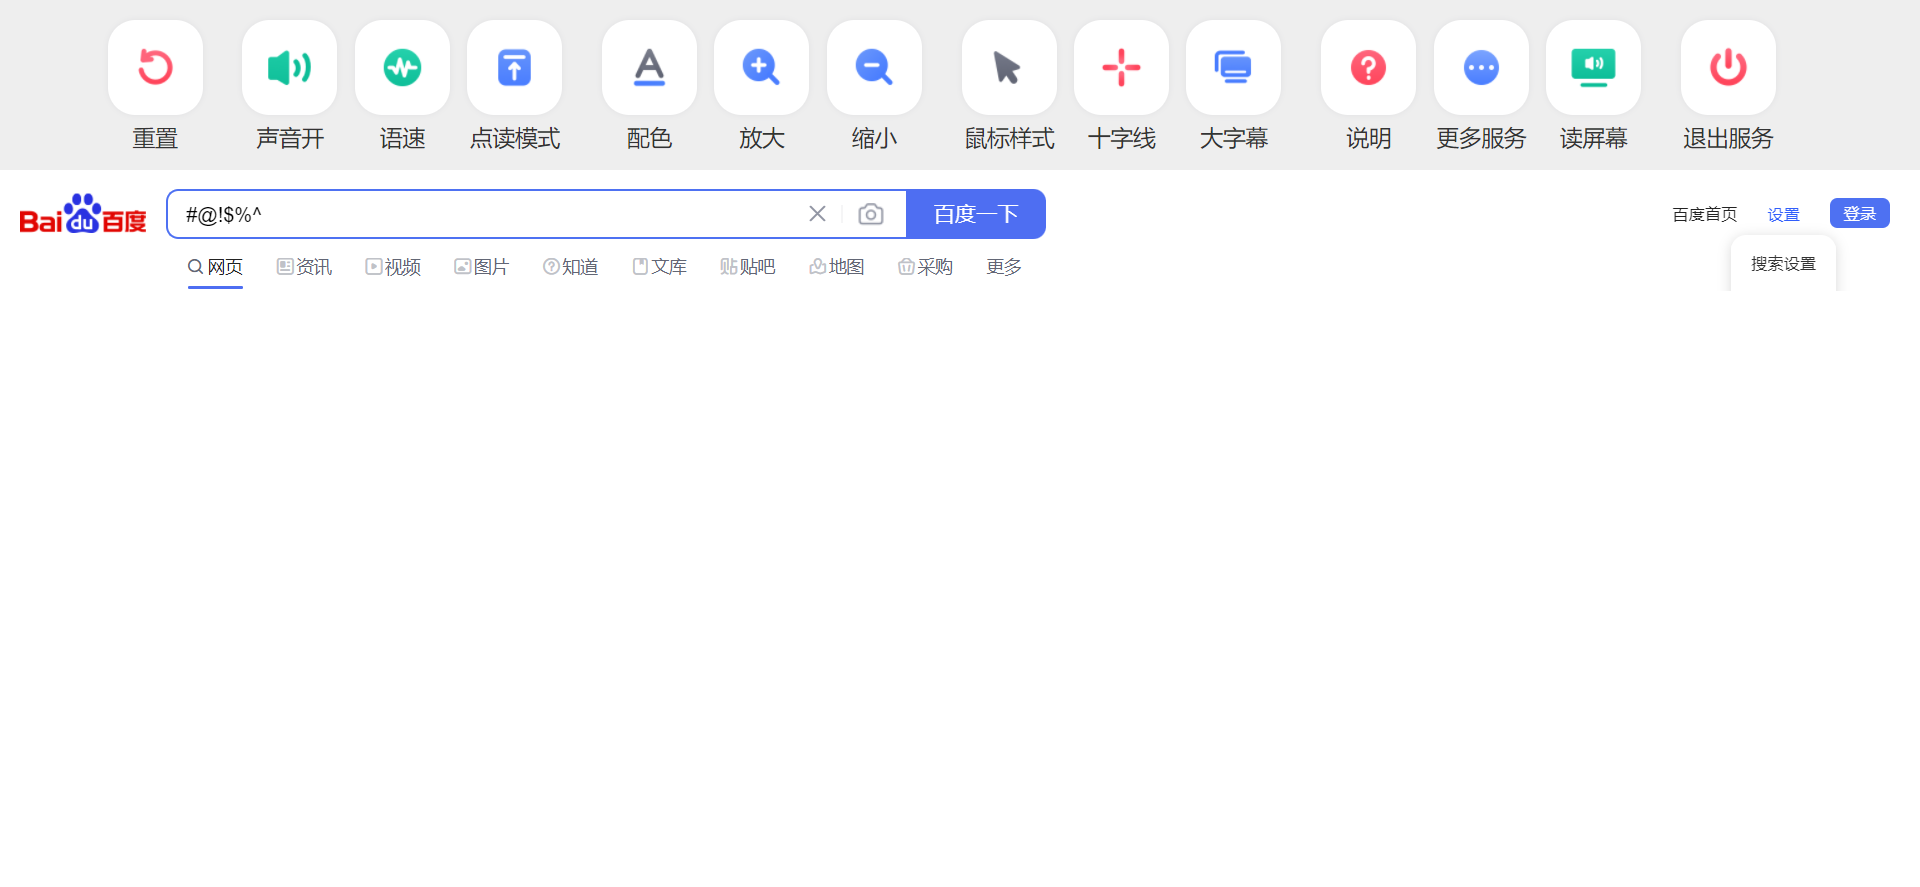 重置 声音开 语速 点读模式 配色 放大 缩小 鼠标样式 十字线 大字幕 说明 更多服务 读屏幕 退出服务
Bai du 百度 #@!$%^ 百度一下 百度首页 设置 登录
网页 资讯 视频 图片 知道 文库 贴吧 地图 采购 更多 搜索设置